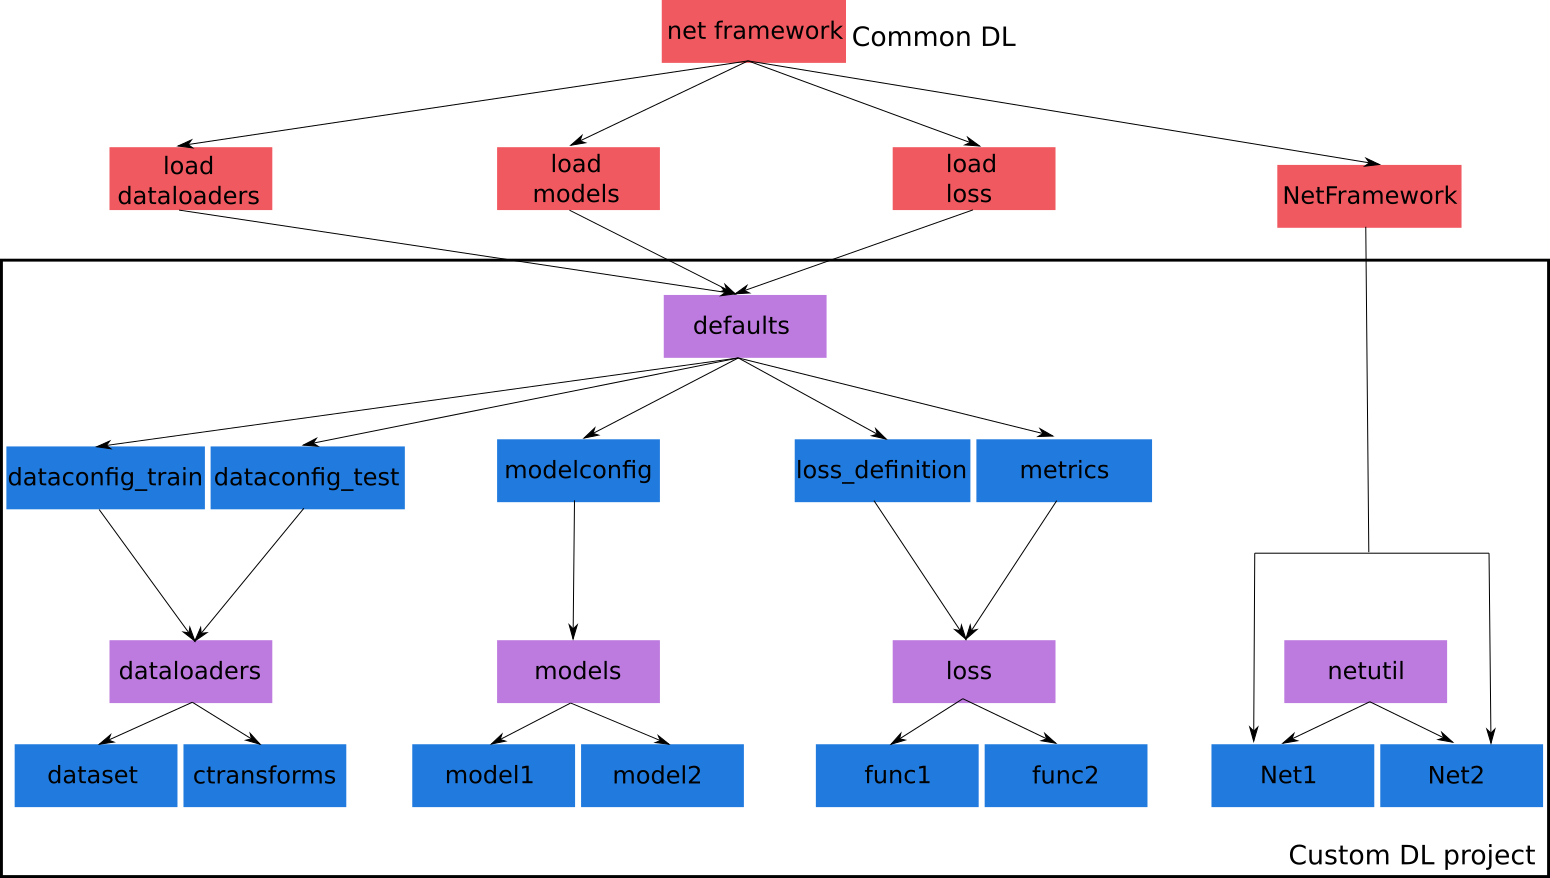 net framework
Common DL
load
dataloaders
load
models
load
loss
NetFramework
defaults
dataconfig_train
dataconfig_test
modelconfig
loss_definition
metrics
dataloaders
models
loss
netutil
dataset
ctransforms
model1
model2
func1
func2
Net1
Net2
Custom DL project